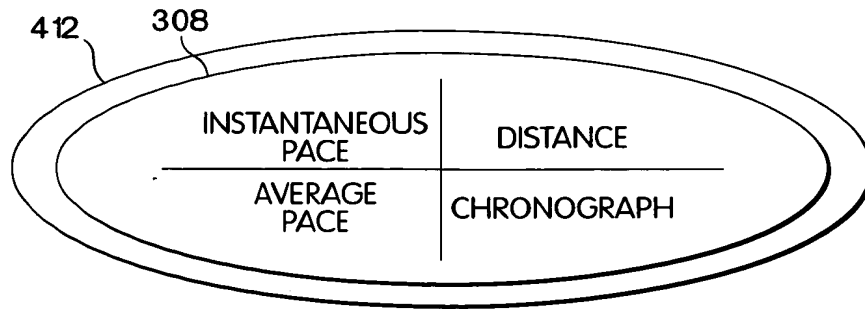 412
308
INSTANTANEOUS
PACE
DISTANCE
AVERAGE
PACE
CHRONOGRAPH